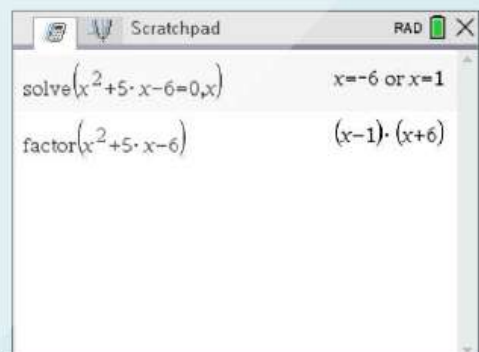 Scratchpad RAD
solve(x²+5·x−6=0,x) x=−6 or x=1
factor(x²+5·x−6) (x−1)·(x+6)